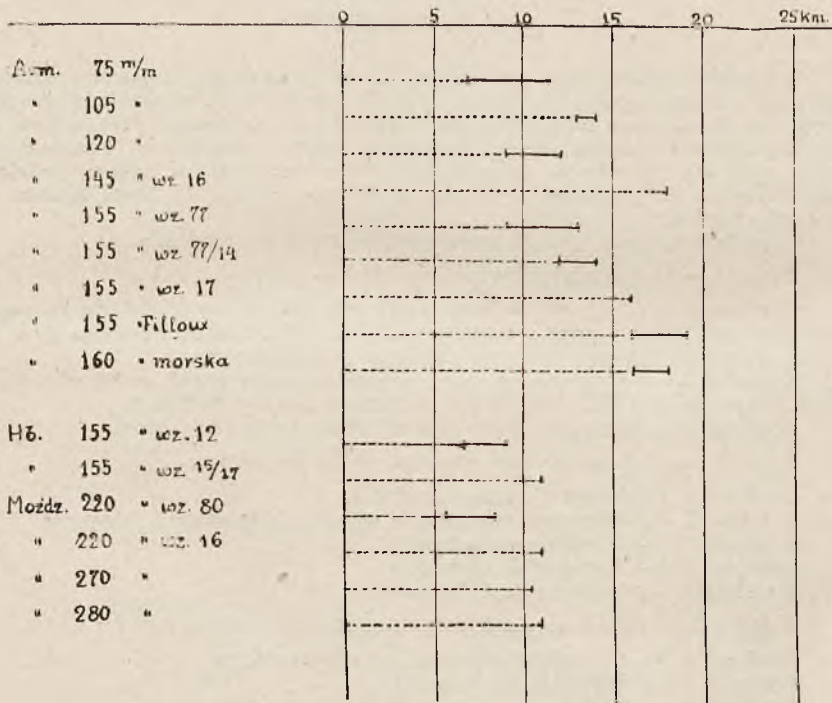 0 5 10 15 20 25 Km.
Arm. 75 m/m
" 105 "
" 120 "
" 145 " wz. 16
" 155 " wz. 77
" 155 " wz. 77/14
" 155 " wz. 17
" 155 " Filloux
" 160 " morska
Hb. 155 " wz. 12
" 155 " wz. 15/17
Moździ. 220 " wz. 80
" 220 " wz. 16
" 270 "
" 280 "